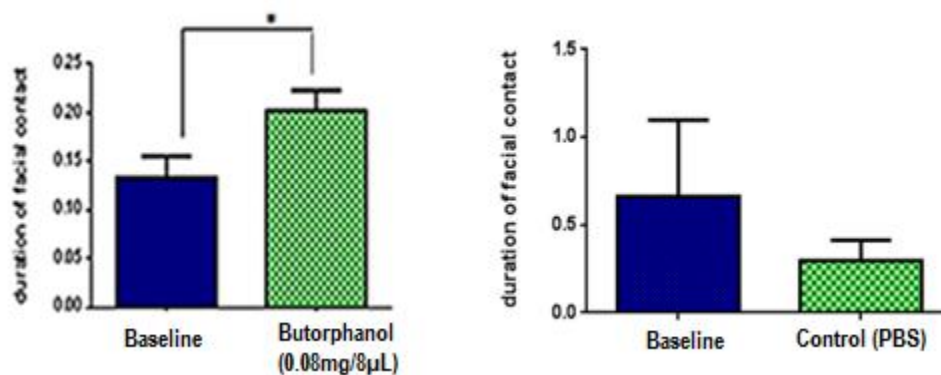 *
duration of facial contact
0.25
0.20
0.15
0.10
0.05
0.00
Baseline
Butorphanol
(0.08mg/8µL)
duration of facial contact
1.5
1.0
0.5
0.0
Baseline
Control (PBS)